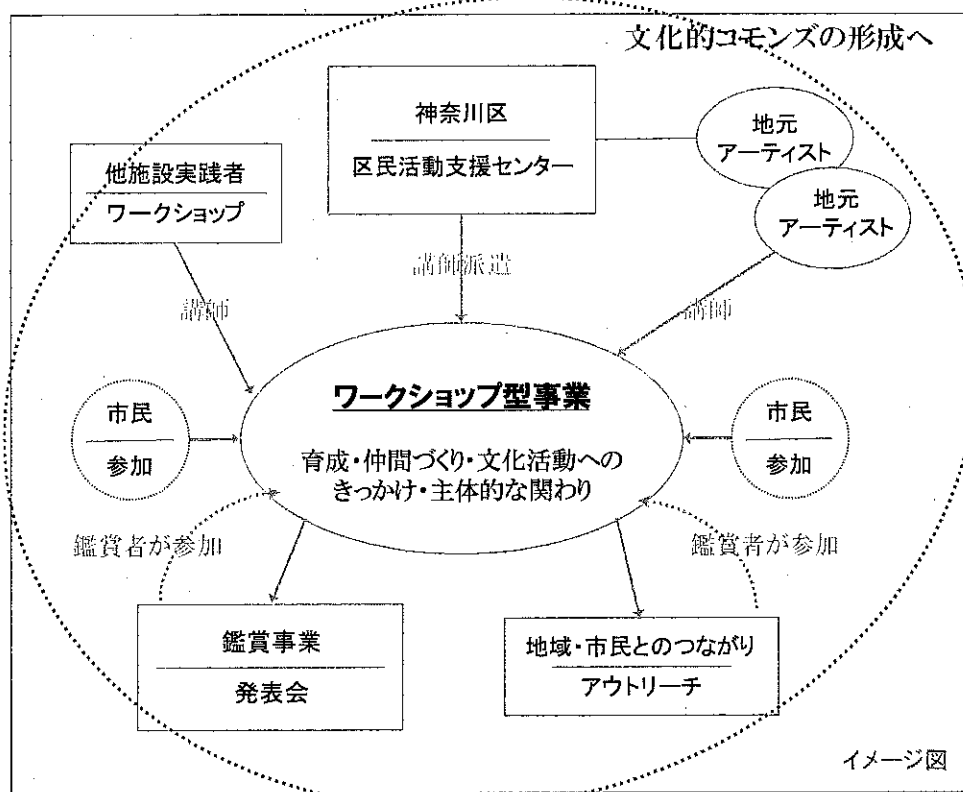 文化的コモンズの形成へ
神奈川区
区民活動支援センター
地元
アーティスト
地元
アーティスト
他施設実践者
ワークショップ
講師派遣
講師
講師
ワークショップ型事業
育成・仲間づくり・文化活動への
きっかけ・主体的な関わり
市民
参加
市民
参加
鑑賞者が参加
鑑賞者が参加
鑑賞事業
発表会
地域・市民とのつながり
アウトリーチ
イメージ図